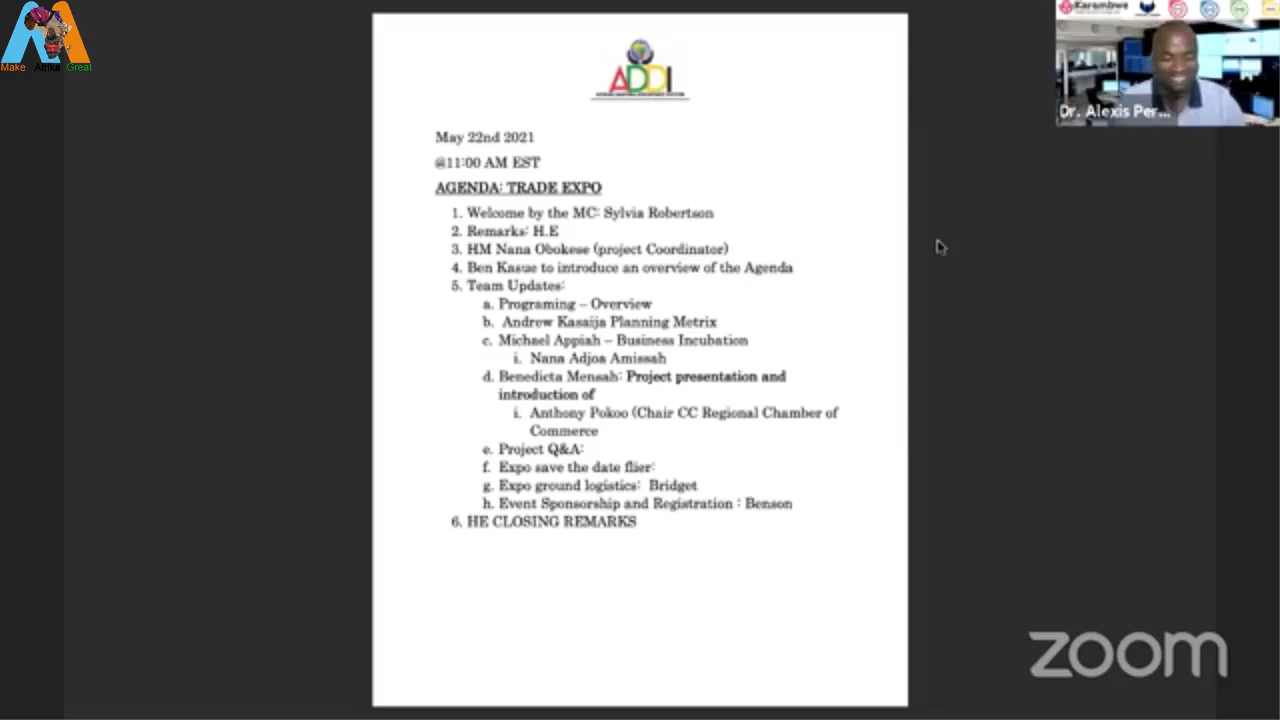 Make Afrika Great
Karambwe
Dr. Alexis Per...
ADDI
May 22nd 2021
@11:00 AM EST
AGENDA: TRADE EXPO
1. Welcome by the MC: Sylvia Robertson
2. Remarks: H.E
3. HM Nana Obokese (project Coordinator)
4. Ben Kasue to introduce an overview of the Agenda
5. Team Updates:
a. Programing – Overview
b. Andrew Kasaija Planning Metrix
c. Michael Appiah – Business Incubation
i. Nana Adjoa Amissah
d. Benedicta Mensah: Project presentation and
introduction of
i. Anthony Pokoo (Chair CC Regional Chamber of
Commerce
e. Project Q&A:
f. Expo save the date flier:
g. Expo ground logistics: Bridget
h. Event Sponsorship and Registration : Benson
6. HE CLOSING REMARKS
zoom